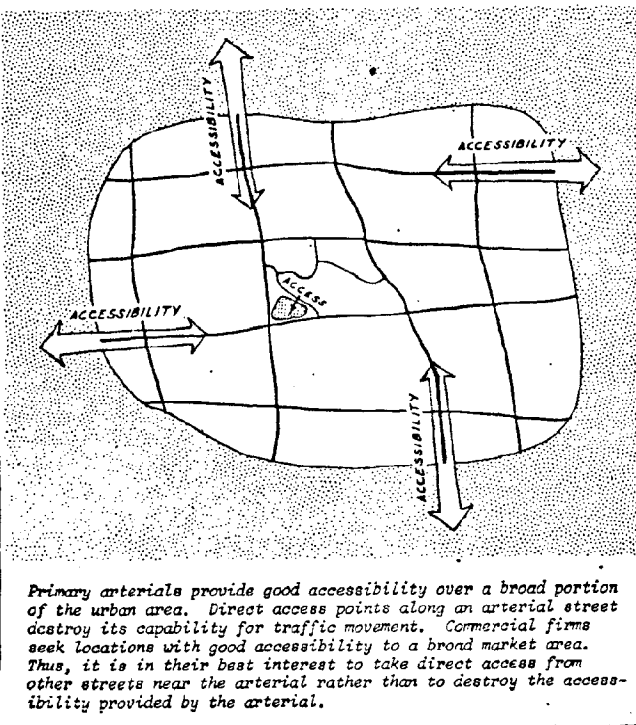 ACCESSIBILITY
ACCESSIBILITY
ACCESS
ACCESSIBILITY
ACCESSIBILITY
Primary arterials provide good accessibility over a broad portion
of the urban area. Direct access points along an arterial street
destroy its capability for traffic movement. Commercial firms
seek locations with good accessibility to a broad market area.
Thus, it is in their best interest to take direct access from
other streets near the arterial rather than to destroy the access-
ibility provided by the arterial.